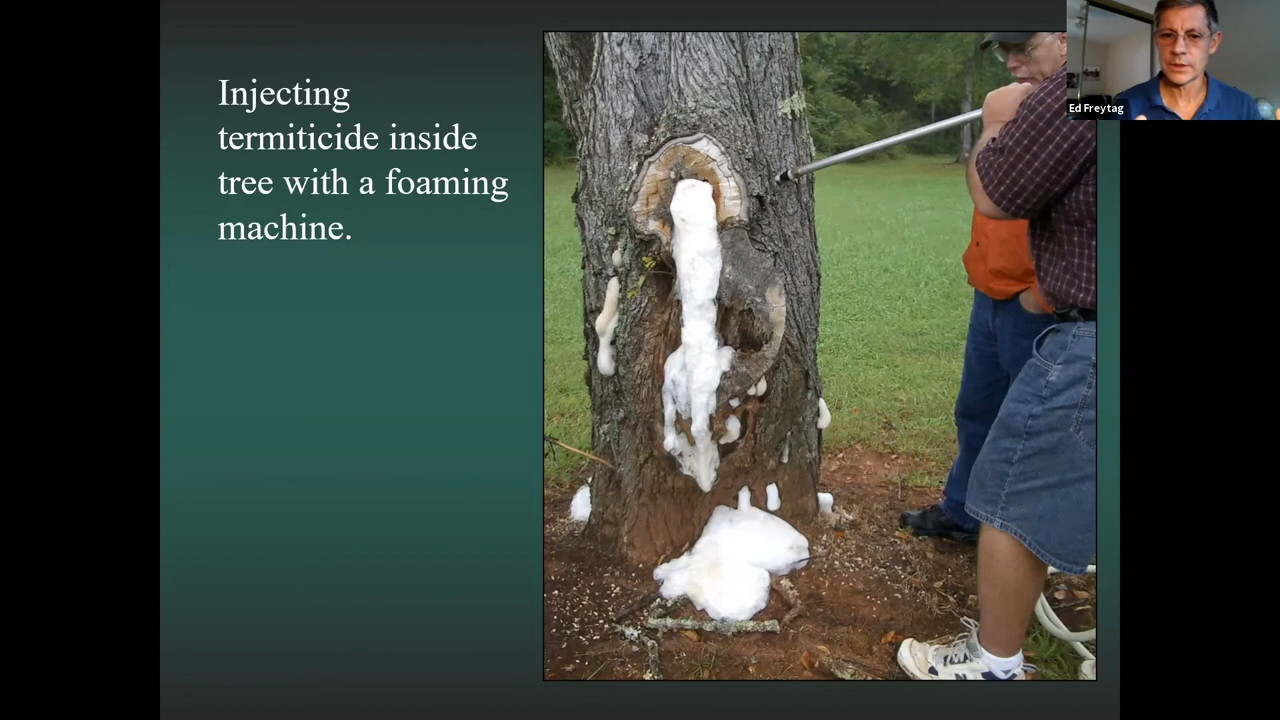 Injecting
termiticide inside
tree with a foaming
machine.
Ed Freytag